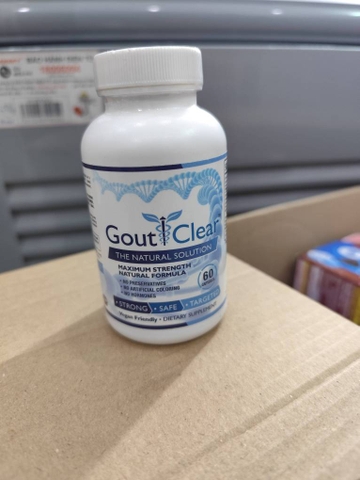 Gout Clear
THE NATURAL SOLUTION
MAXIMUM STRENGTH
NATURAL FORMULA
• NO PRESERVATIVES
• NO ARTIFICIAL COLORING
• NO HORMONES
60
STRONG • SAFE • TARGETED
Vegan Friendly • DIETARY SUPPLEMENT